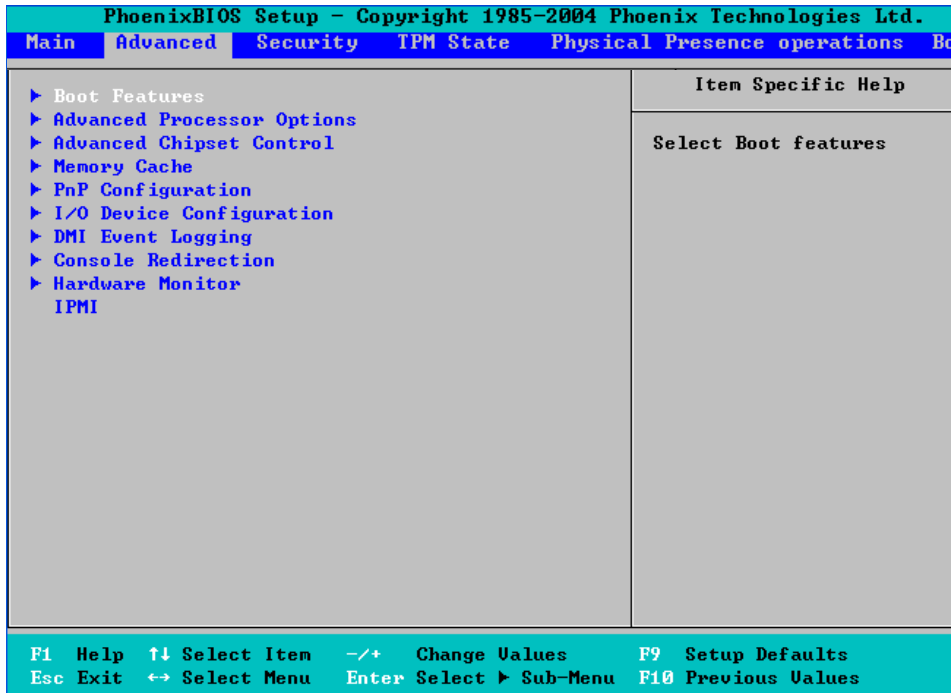 PhoenixBIOS Setup - Copyright 1985-2004 Phoenix Technologies Ltd.
Main Advanced Security TPM State Physical Presence operations Bo
Boot Features
Advanced Processor Options
Advanced Chipset Control
Memory Cache
PnP Configuration
I/O Device Configuration
DMI Event Logging
Console Redirection
Hardware Monitor
IPMI
Item Specific Help
Select Boot features
F1 Help ↑↓ Select Item -/+ Change Values F9 Setup Defaults
Esc Exit ↔ Select Menu Enter Select ▶ Sub-Menu F10 Previous Values